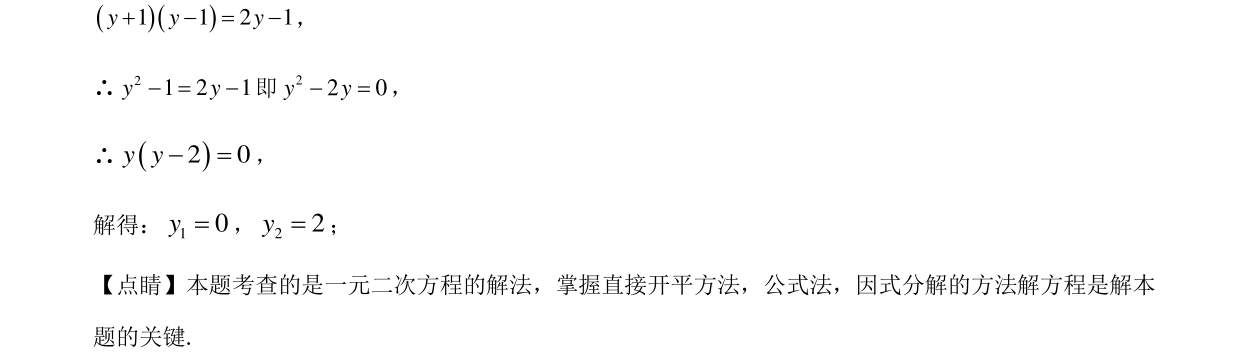 (y+1)(y−1)=2y−1，
∴ y²−1=2y−1即 y²−2y=0，
∴ y(y−2)=0，
解得：y₁=0，y₂=2；
【点睛】本题考查的是一元二次方程的解法，掌握直接开平方法，公式法，因式分解的方法解方程是解本
题的关键.